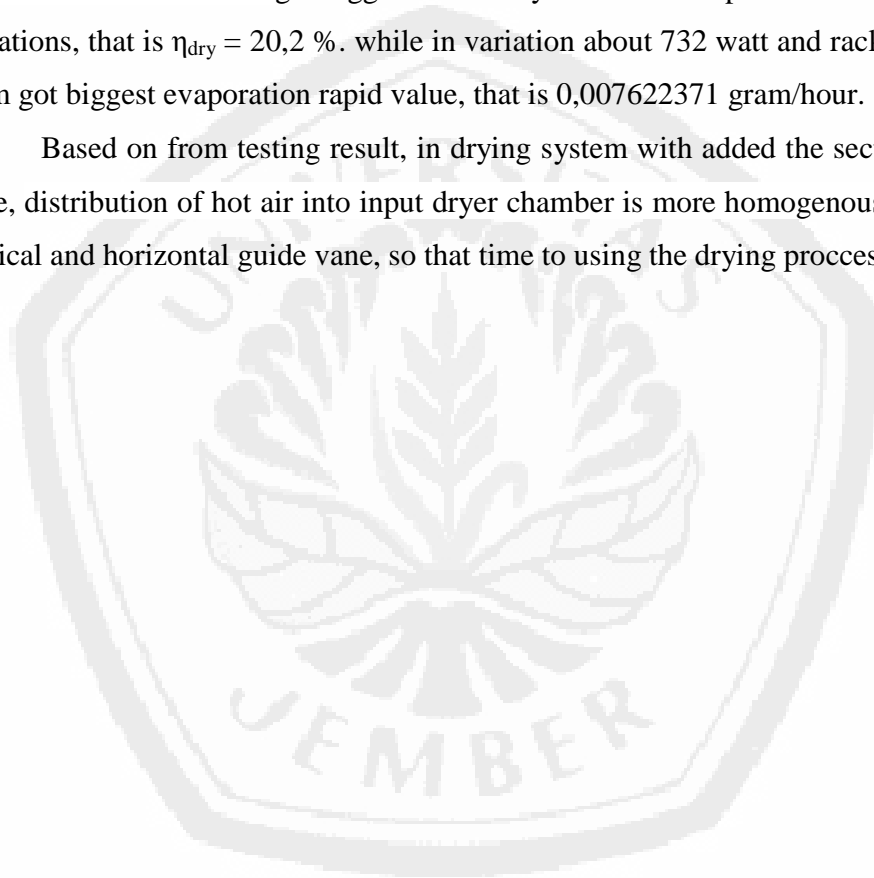 ations, that is ηdry = 20,2 %. while in variation about 732 watt and
n got biggest evaporation rapid value, that is 0,007622371 gram/hour.
Based on from testing result, in drying system with added the
e, distribution of hot air into input dryer chamber is more homogenous
ical and horizontal guide vane, so that time to using the drying procces
UNIVERSITAS
JEMBER